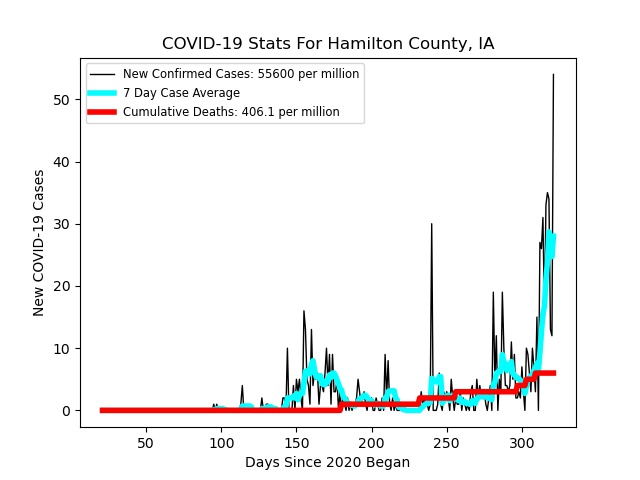 COVID-19 Stats For Hamilton County, IA
New Confirmed Cases: 55600 per million
7 Day Case Average
Cumulative Deaths: 406.1 per million
New COVID-19 Cases
50
40
30
20
10
0
50 100 150 200 250 300
Days Since 2020 Began